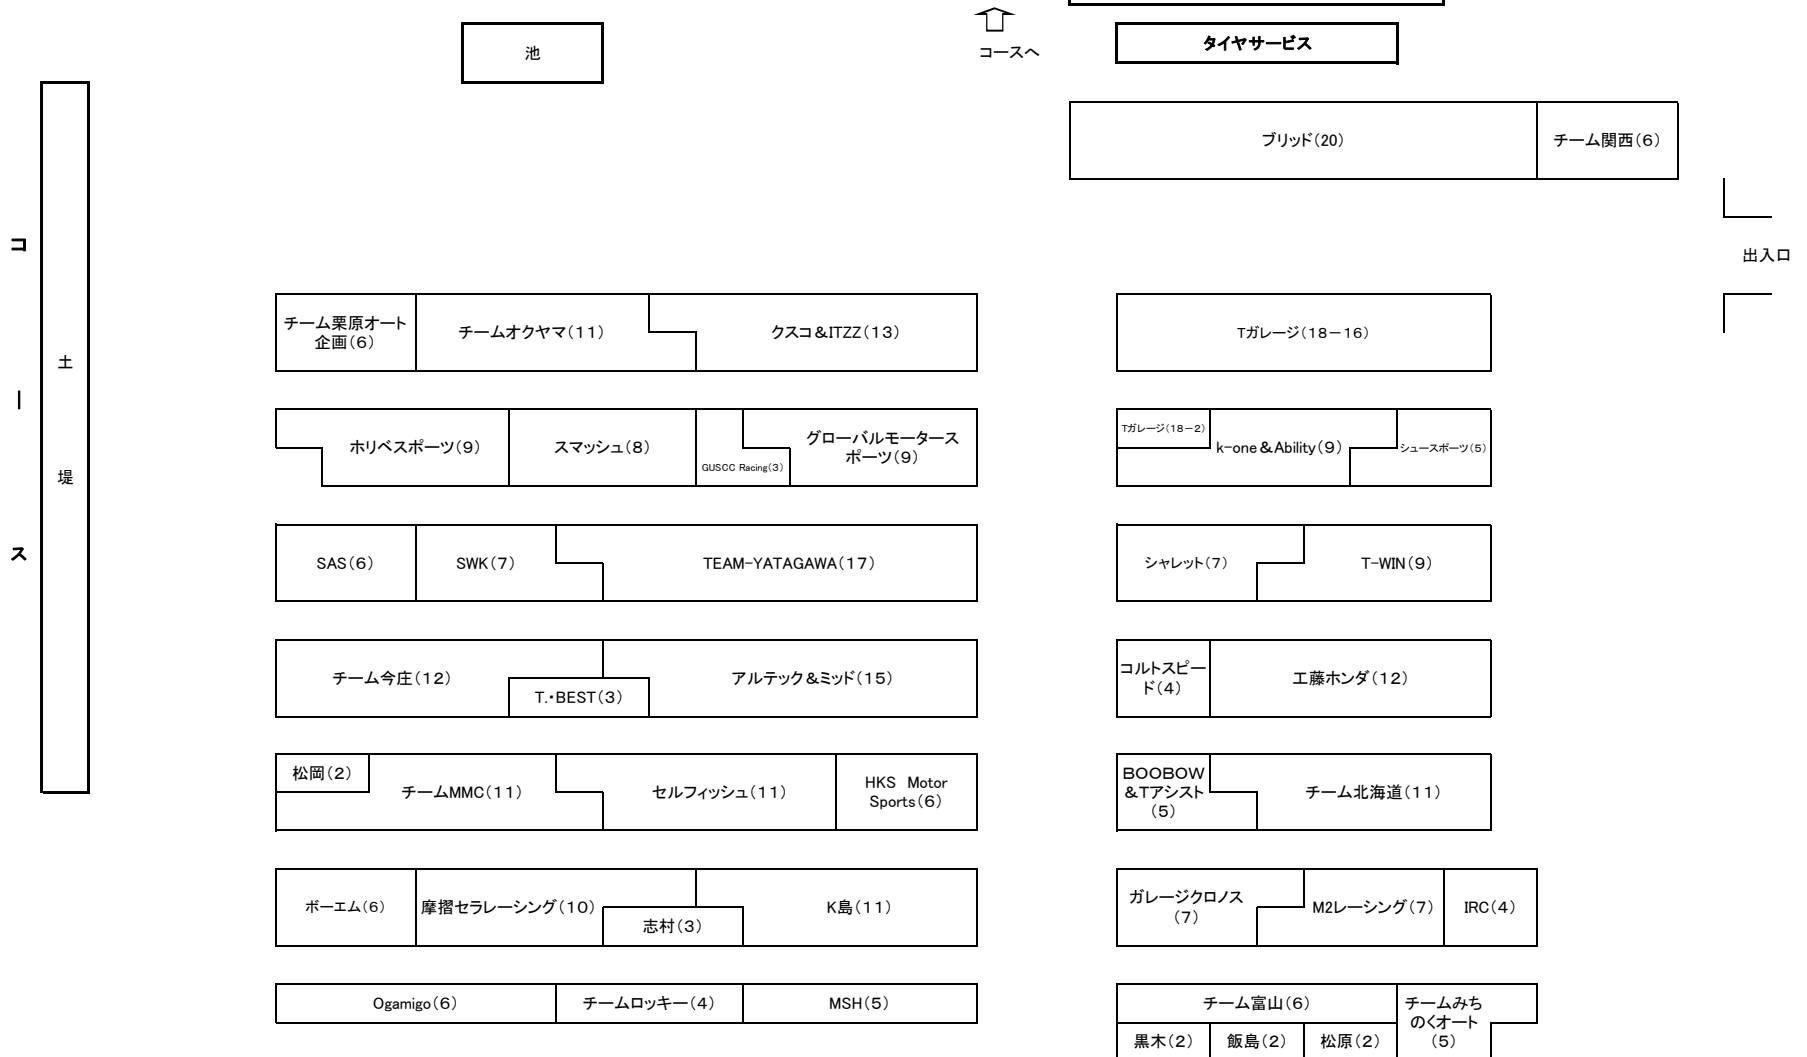 池
コースへ
タイヤサービス
ブリッド（20）
チーム関西（６）
コース
土堤
出入口
チーム栗原オート
企画（６）
チームオクヤマ（１１）
クスコ＆ITZZ（１３）
Tガレージ（１８－１６）
ホリベスポーツ（９）
スマッシュ（８）
GUSCC Racing（３）
グローバルモータース
ポーツ（９）
Tガレージ（１８－２）
k-one＆Ability（９）
シュースポーツ（５）
SAS（６）
SWK（７）
TEAM-YATAGAWA（１７）
シャレット（７）
T-WIN（９）
チーム今庄（１２）
T.・BEST（３）
アルテック＆ミッド（１５）
コルトスピー
ド（４）
工藤ホンダ（１２）
松岡（２）
チームMMC（１１）
セルフィッシュ（１１）
HKS　Motor
Sports（６）
ＢＯＯＢＯＷ
＆Tアシスト
（５）
チーム北海道（１１）
ボーエム（６）
摩摺セラレーシング（１０）
志村（３）
K島（１１）
ガレージクロノス
（７）
M2レーシング（７）
IRC（４）
Ogamigo（６）
チームロッキー（４）
MSH（５）
チーム富山（６）
チームみち
のくオート
（５）
黒木（２）
飯島（２）
松原（２）